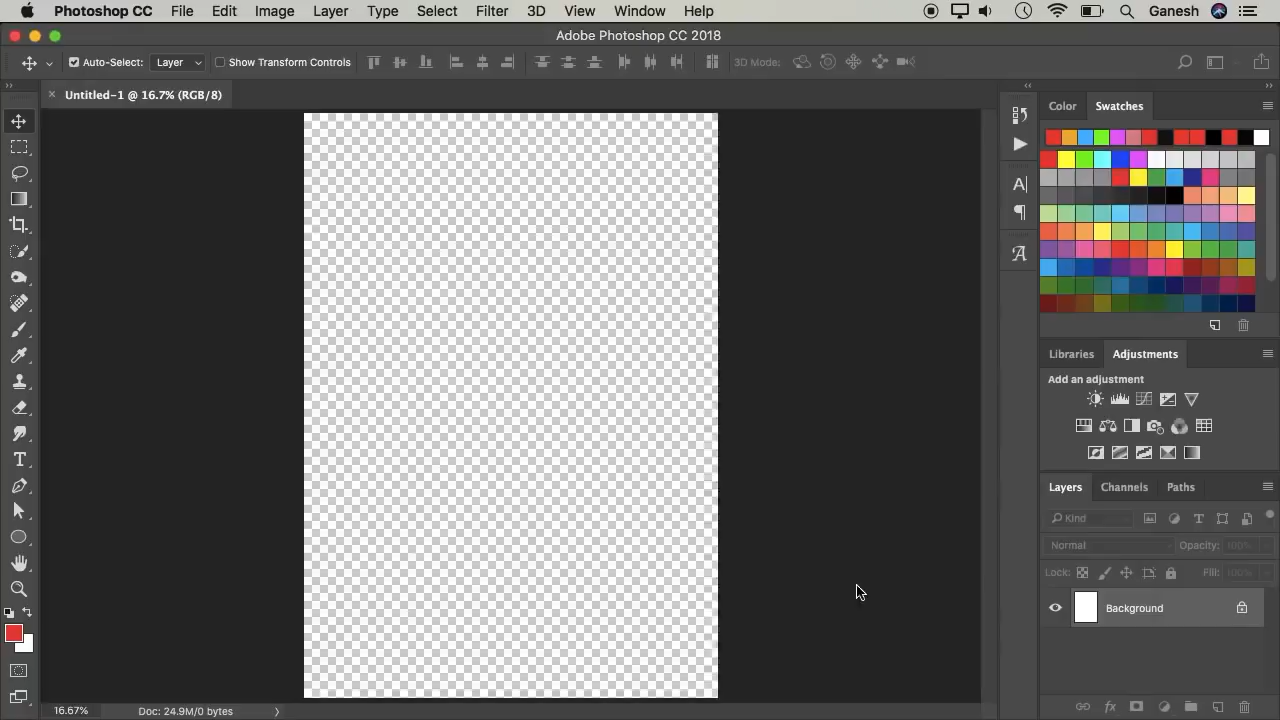 Photoshop CC File Edit Image Layer Type Select Filter 3D View Window Help Ganesh
Adobe Photoshop CC 2018
Auto-Select: Layer Show Transform Controls 3D Mode:
× Untitled-1 @ 16.7% (RGB/8)
Color Swatches
Libraries Adjustments
Add an adjustment
Layers Channels Paths
Kind
Normal Opacity: 100%
Lock: Fill: 100%
Background
16.67% Doc: 24.9M/0 bytes